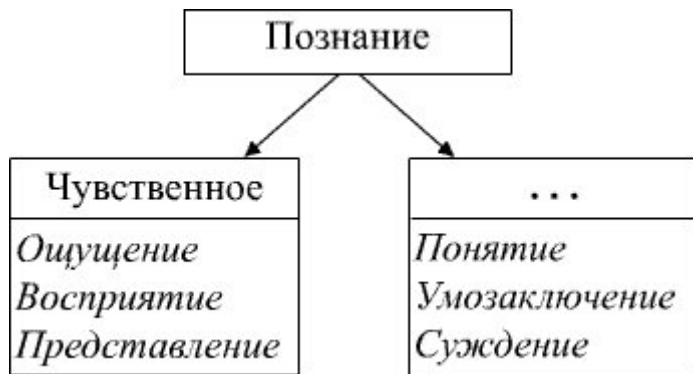 Познание
Чувственное
Ощущение
Восприятие
Представление
...
Понятие
Умозаключение
Суждение